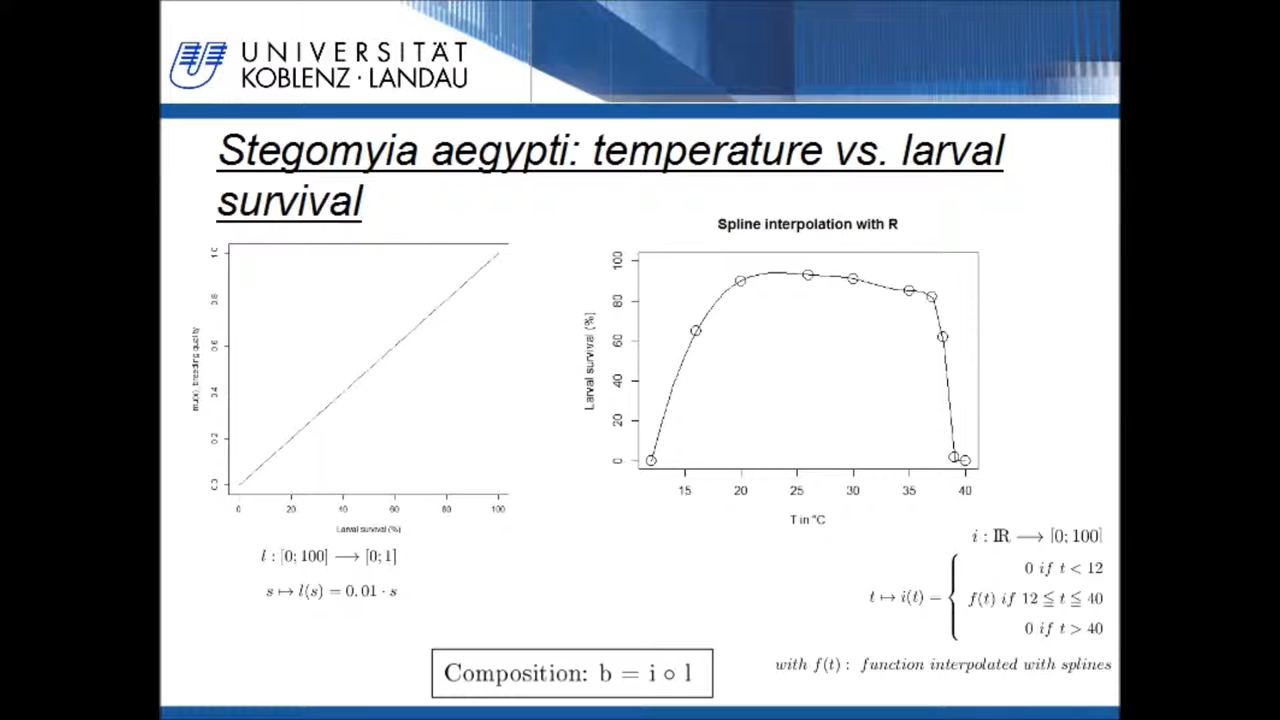 UNIVERSITÄT
KOBLENZ · LANDAU
Stegomyia aegypti: temperature vs. larval
survival
Spline interpolation with R
breeding quality
0.0
0.2
0.4
0.6
0.8
1.0
0 20 40 60 80 100
Larval survival (%)
Larval survival (%)
0
20
40
60
80
100
15 20 25 30 35 40
T in °C
l : [0; 100] ⟶ [0; 1]
s ↦ l(s) = 0.01 · s
i : IR ⟶ [0; 100]
0 if t < 12
t ↦ i(t) = { f(t) if 12 ≦ t ≦ 40
0 if t > 40
with f(t) : function interpolated with splines
Composition: b = i ∘ l